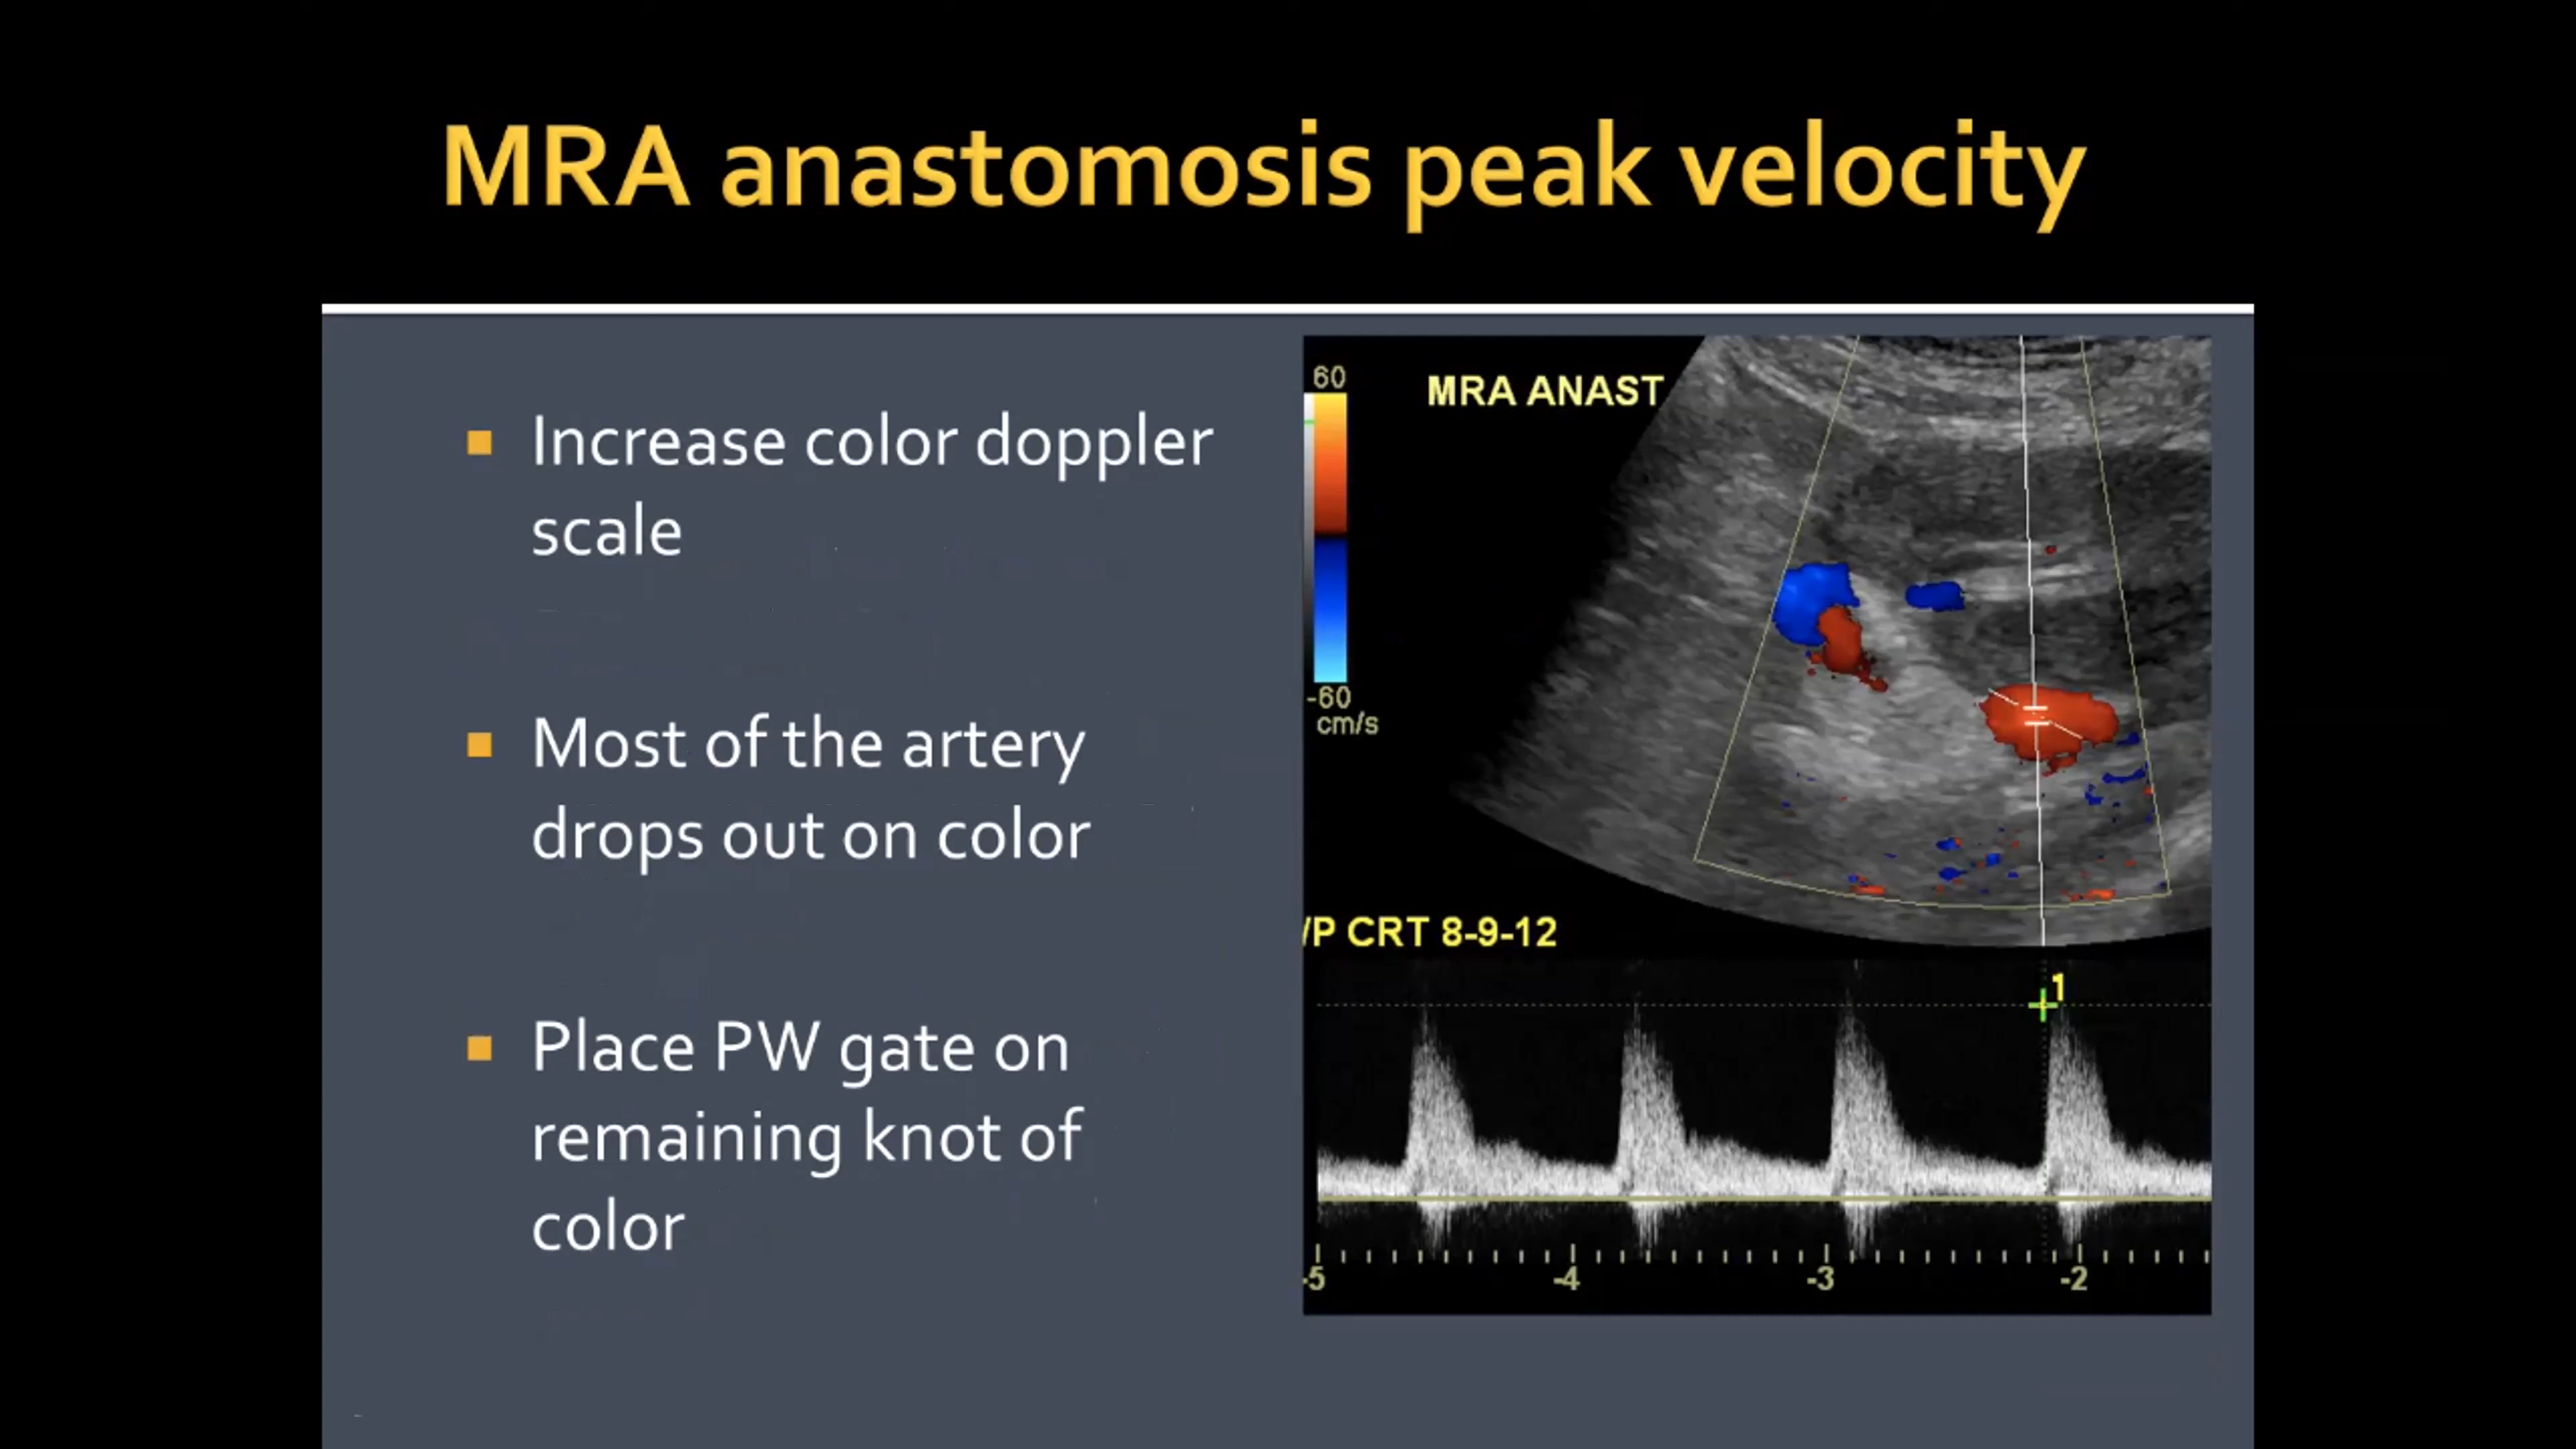 MRA anastomosis peak velocity
Increase color doppler
scale
Most of the artery
drops out on color
Place PW gate on
remaining knot of
color
60
MRA ANAST
-60
cm/s
/P CRT 8-9-12
1
-5 -4 -3 -2